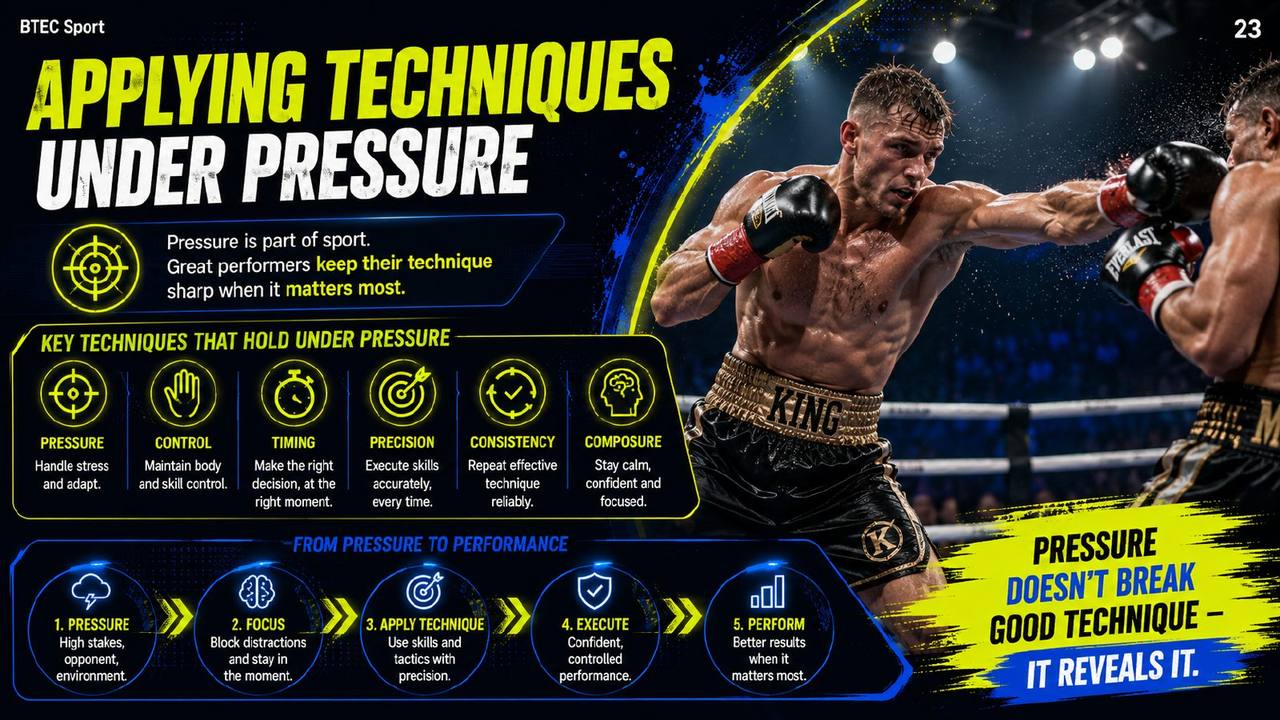 BTEC Sport
23
APPLYING TECHNIQUES
UNDER PRESSURE
Pressure is part of sport.
Great performers keep their technique
sharp when it matters most.
KEY TECHNIQUES THAT HOLD UNDER PRESSURE
PRESSURE
Handle stress
and adapt.
CONTROL
Maintain body
and skill control.
TIMING
Make the right
decision, at the
right moment.
PRECISION
Execute skills
accurately,
every time.
CONSISTENCY
Repeat effective
technique
reliably.
COMPOSURE
Stay calm,
confident and
focused.
FROM PRESSURE TO PERFORMANCE
1. PRESSURE
High stakes,
opponent,
environment.
2. FOCUS
Block distractions
and stay in
the moment.
3. APPLY TECHNIQUE
Use skills and
tactics with
precision.
4. EXECUTE
Confident,
controlled
performance.
5. PERFORM
Better results
when it
matters most.
EVERLAST
KING
K
M
PRESSURE
DOESN'T BREAK
GOOD TECHNIQUE –
IT REVEALS IT.